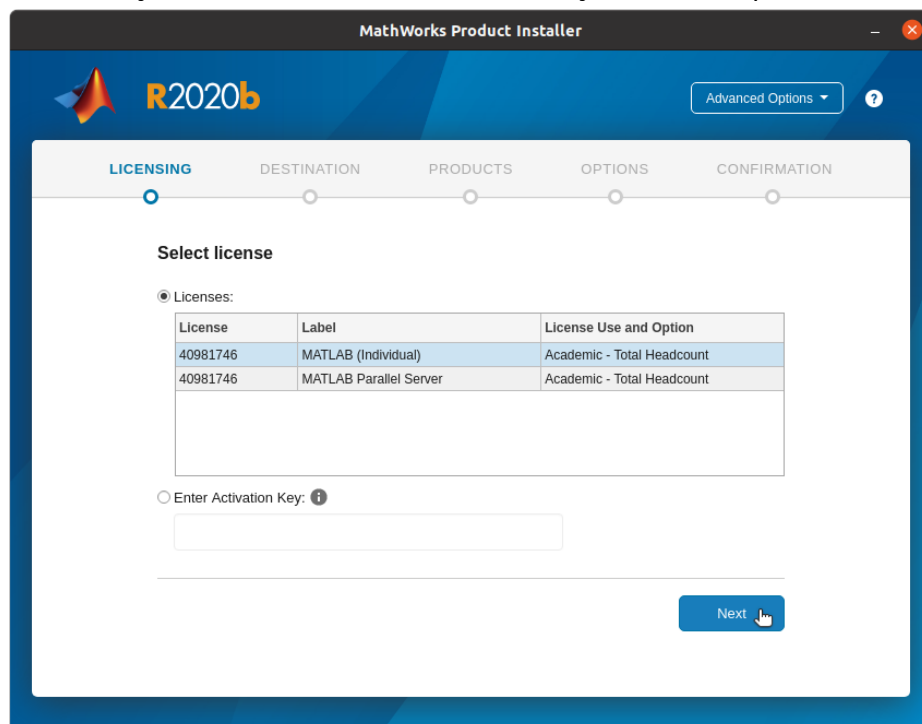 MathWorks Product Installer
R2020b
Advanced Options
?
LICENSING DESTINATION PRODUCTS OPTIONS CONFIRMATION
Select license
Licenses:
License Label License Use and Option
40981746 MATLAB (Individual) Academic - Total Headcount
40981746 MATLAB Parallel Server Academic - Total Headcount
Enter Activation Key: i
Next